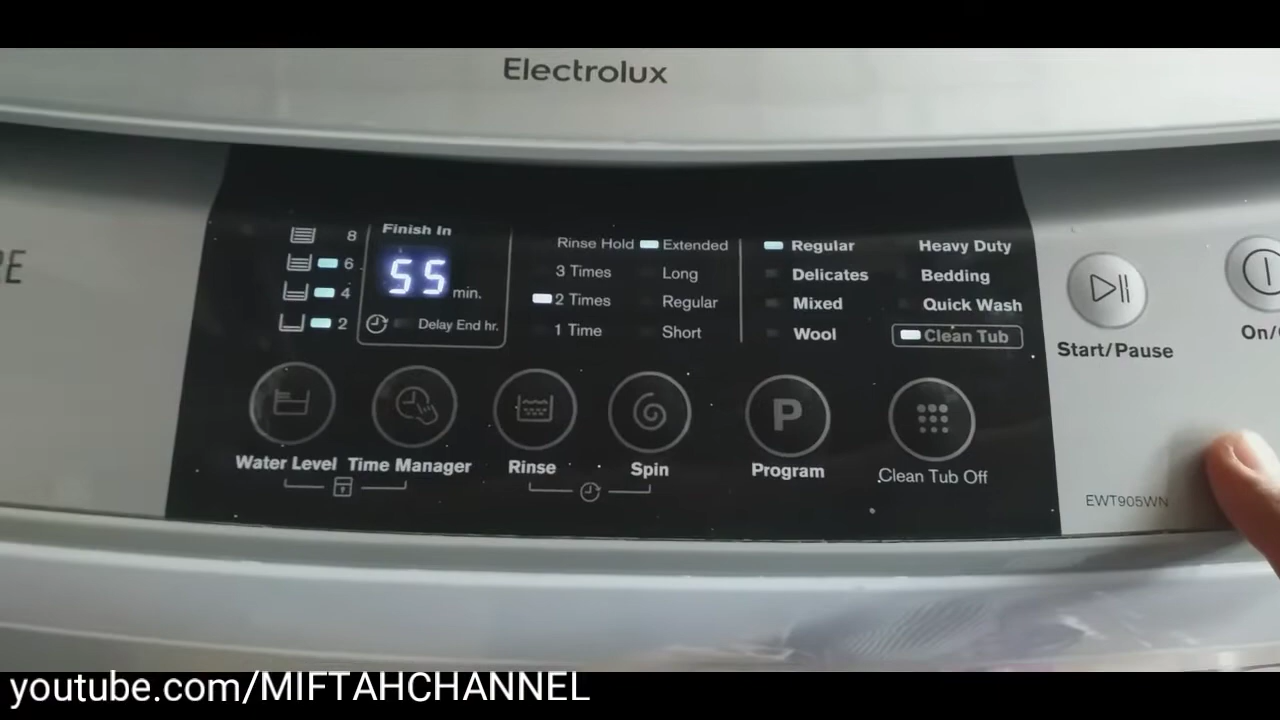 Electrolux
RE
8
6
4
2
Finish In
55 min.
Delay End hr.
Rinse Hold
3 Times
2 Times
1 Time
Extended
Long
Regular
Short
Regular
Delicates
Mixed
Wool
Heavy Duty
Bedding
Quick Wash
Clean Tub
Start/Pause
On/
Water Level
Time Manager
Rinse
Spin
P
Program
Clean Tub Off
EWT905WN
youtube.com/MIFTAHCHANNEL